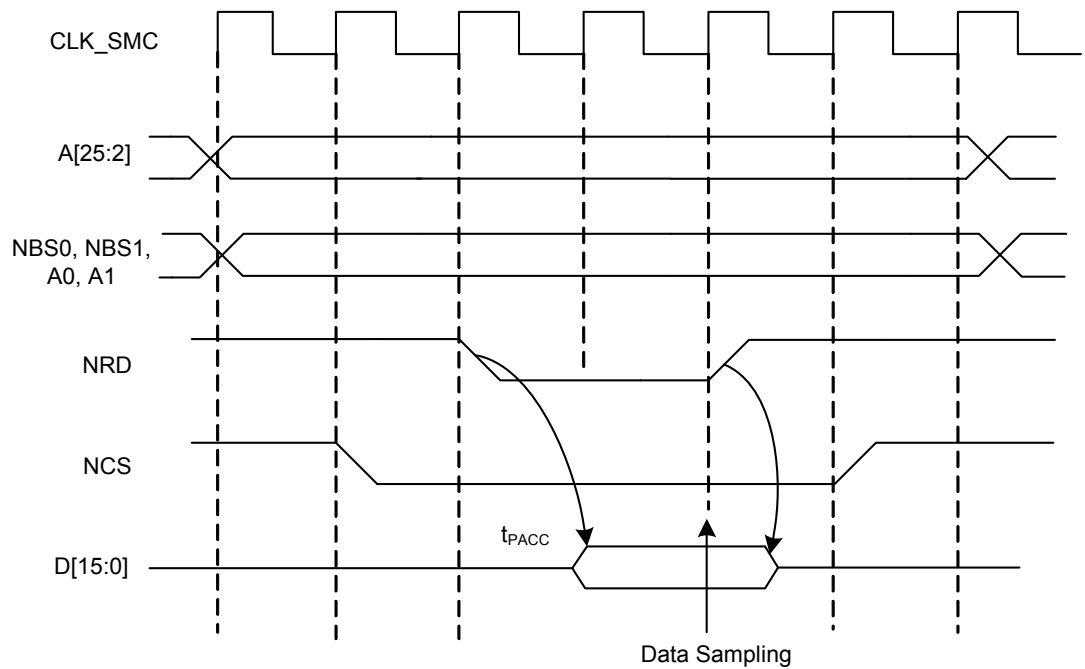 CLK_SMC
A[25:2]
NBS0, NBS1,
A0, A1
NRD
NCS
tPACC
D[15:0]
Data Sampling